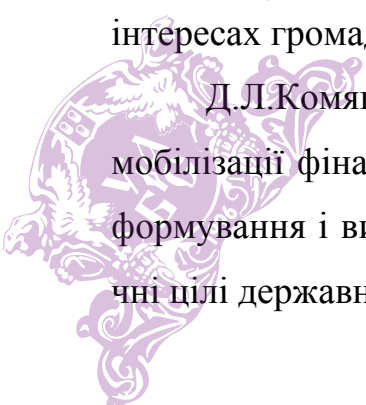 інтересах грома
Д.Л.Комя
мобілізації фіна
формування і ви
чні цілі державн